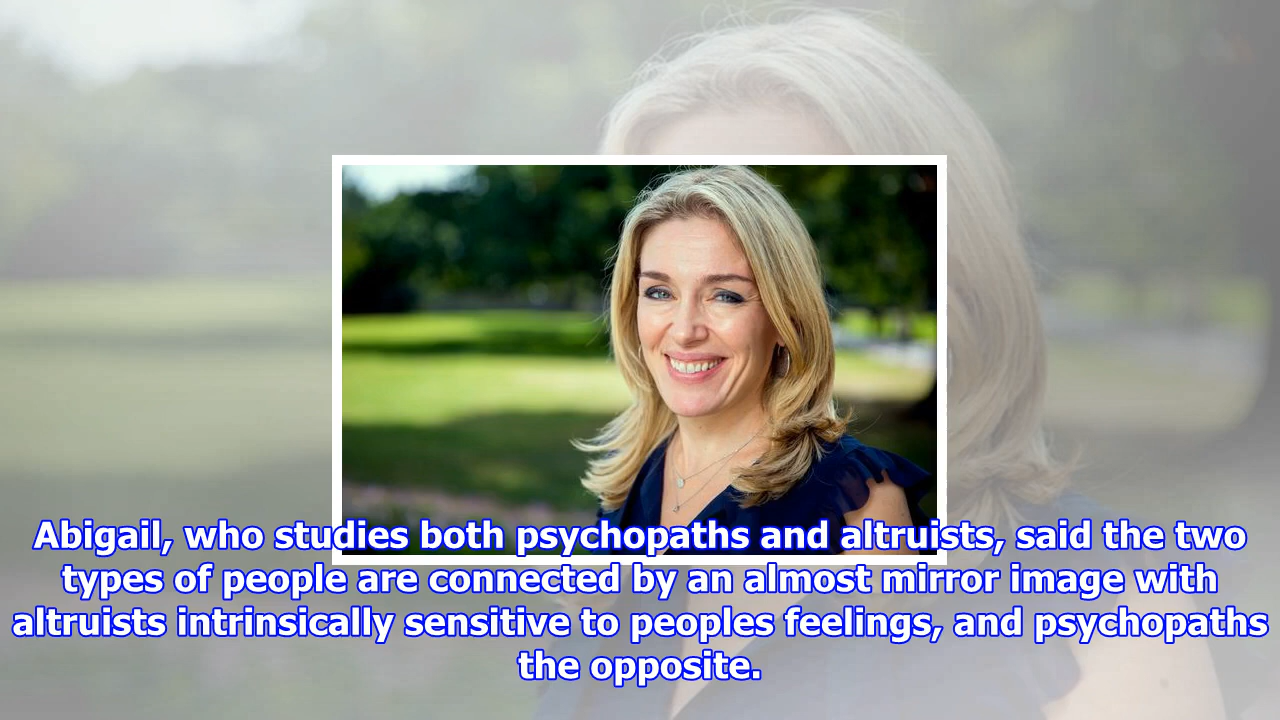 Abigail, who studies both psychopaths and altruists, said the two
types of people are connected by an almost mirror image with
altruists intrinsically sensitive to peoples feelings, and psychopaths
the opposite.